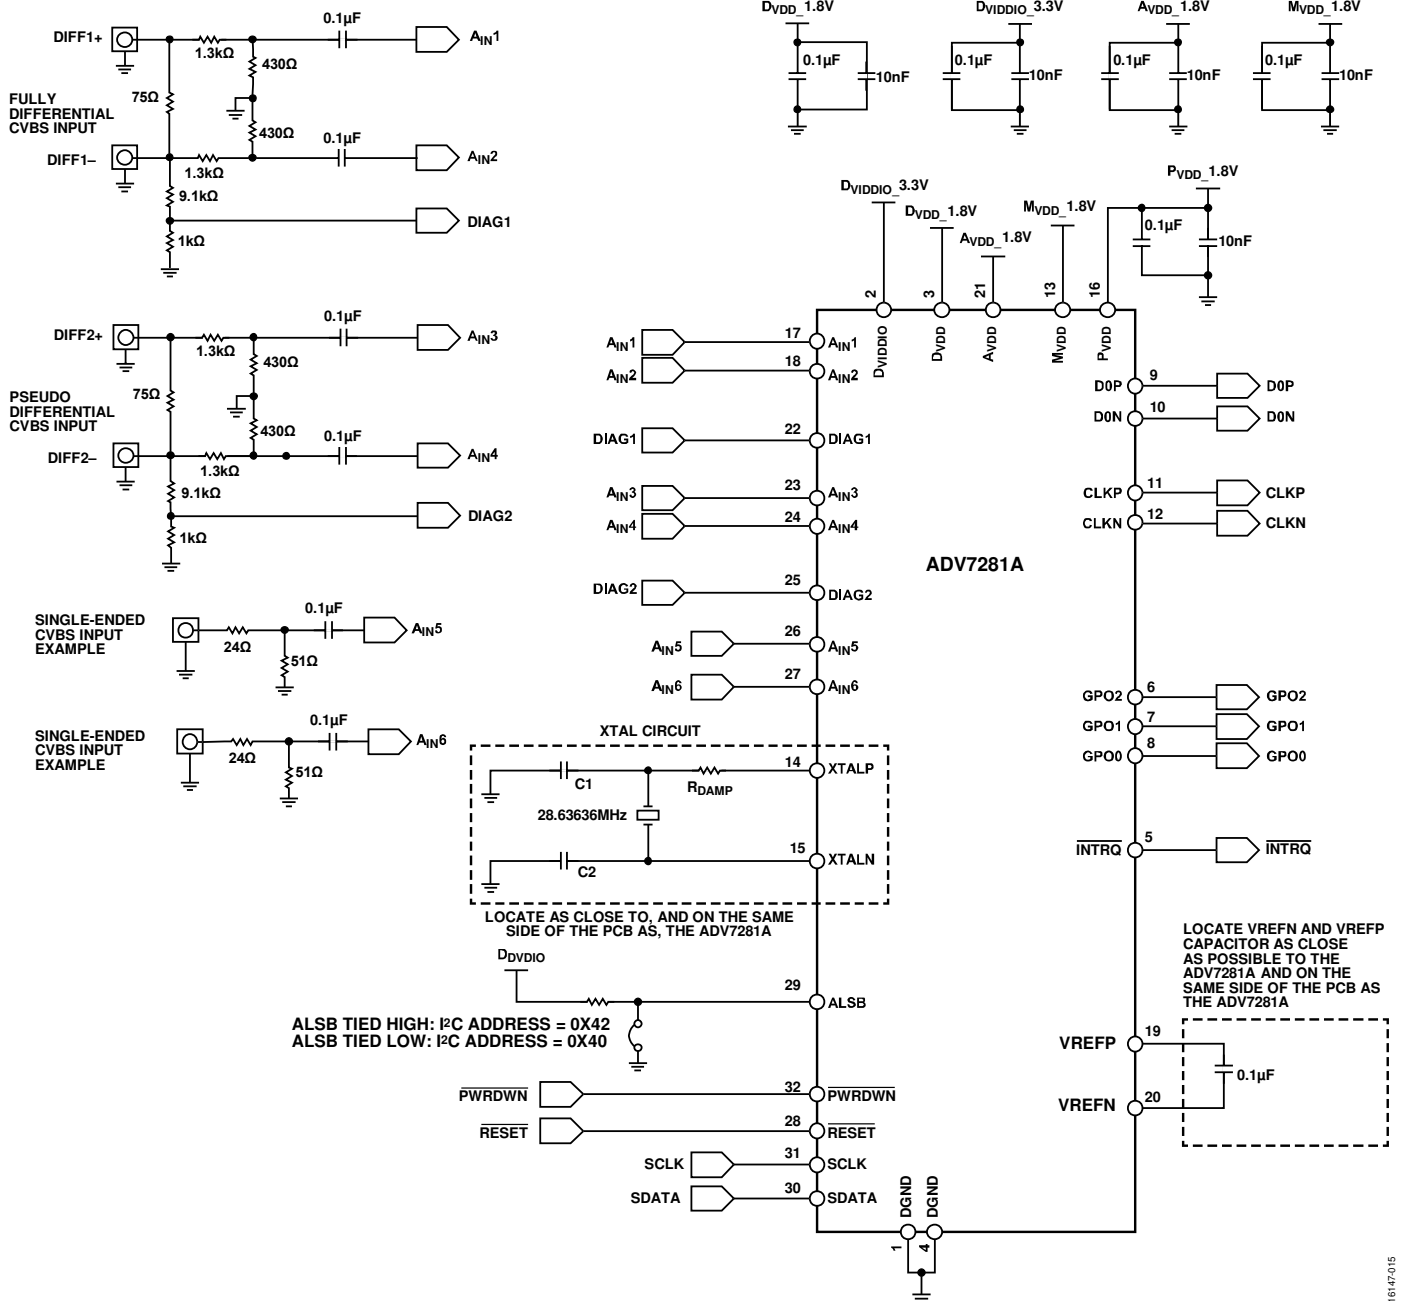 DIFF1+
0.1µF
AIN1
1.3kΩ
430Ω
75Ω
FULLY
DIFFERENTIAL
CVBS INPUT
430Ω
0.1µF
DIFF1–
AIN2
1.3kΩ
9.1kΩ
DIAG1
1kΩ
DVDD_1.8V
0.1µF
10nF
DVIDDIO_3.3V
0.1µF
10nF
AVDD_1.8V
0.1µF
10nF
MVDD_1.8V
0.1µF
10nF
PVDD_1.8V
0.1µF
10nF
DIFF2+
0.1µF
AIN3
1.3kΩ
430Ω
75Ω
PSEUDO
DIFFERENTIAL
CVBS INPUT
430Ω
0.1µF
DIFF2–
AIN4
1.3kΩ
9.1kΩ
DIAG2
1kΩ
SINGLE-ENDED
CVBS INPUT
EXAMPLE
0.1µF
AIN5
24Ω
51Ω
SINGLE-ENDED
CVBS INPUT
EXAMPLE
0.1µF
AIN6
24Ω
51Ω
DVIDDIO_3.3V
DVDD_1.8V
AVDD_1.8V
MVDD_1.8V
2
3
21
13
16
DVIDDIO
DVDD
AVDD
MVDD
PVDD
AIN1 17 AIN1
AIN2 18 AIN2
DIAG1 22 DIAG1
AIN3 23 AIN3
AIN4 24 AIN4
DIAG2 25 DIAG2
AIN5 26 AIN5
AIN6 27 AIN6
ADV7281A
D0P 9 D0P
D0N 10 D0N
CLKP 11 CLKP
CLKN 12 CLKN
GPO2 6 GPO2
GPO1 7 GPO1
GPO0 8 GPO0
INTRQ 5 INTRQ
XTAL CIRCUIT
C1
RDAMP
14 XTALP
28.63636MHz
C2
15 XTALN
LOCATE AS CLOSE TO, AND ON THE SAME
SIDE OF THE PCB AS, THE ADV7281A
DDVDIO
29 ALSB
ALSB TIED HIGH: I2C ADDRESS = 0X42
ALSB TIED LOW: I2C ADDRESS = 0X40
PWRDWN 32 PWRDWN
RESET 28 RESET
SCLK 31 SCLK
SDATA 30 SDATA
LOCATE VREFN AND VREFP
CAPACITOR AS CLOSE
AS POSSIBLE TO THE
ADV7281A AND ON THE
SAME SIDE OF THE PCB AS
THE ADV7281A
VREFP 19
0.1µF
VREFN 20
DGND
DGND
1
4
16147-015